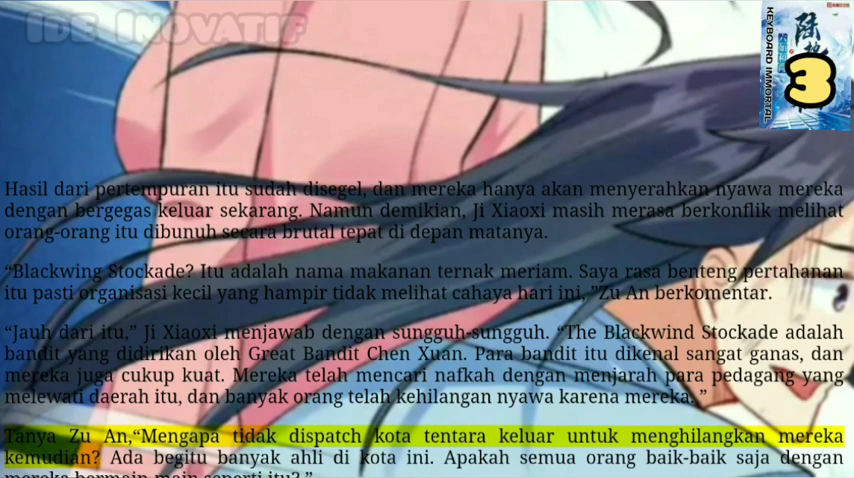 IDE INOVATIF
KEYBOARD IMMORTAL
3
Hasil dari pertempuran itu sudah disegel, dan mereka hanya akan menyerahkan nyawa mereka
dengan bergegas keluar sekarang. Namun demikian, Ji Xiaoxi masih merasa berkonflik melihat
orang-orang itu dibunuh secara brutal tepat di depan matanya.
“Blackwing Stockade? Itu adalah nama makanan ternak meriam. Saya rasa benteng pertahanan
itu pasti organisasi kecil yang hampir tidak melihat cahaya hari ini, ”Zu An berkomentar.
“Jauh dari itu,” Ji Xiaoxi menjawab dengan sungguh-sungguh. “The Blackwind Stockade adalah
bandit yang didirikan oleh Great Bandit Chen Xuan. Para bandit itu dikenal sangat ganas, dan
mereka juga cukup kuat. Mereka telah mencari nafkah dengan menjarah para pedagang yang
melewati daerah itu, dan banyak orang telah kehilangan nyawa karena mereka. ”
Tanya Zu An,“Mengapa tidak dispatch kota tentara keluar untuk menghilangkan mereka
kemudian? Ada begitu banyak ahli di kota ini. Apakah semua orang baik-baik saja dengan
mereka bermain-main seperti itu? ”